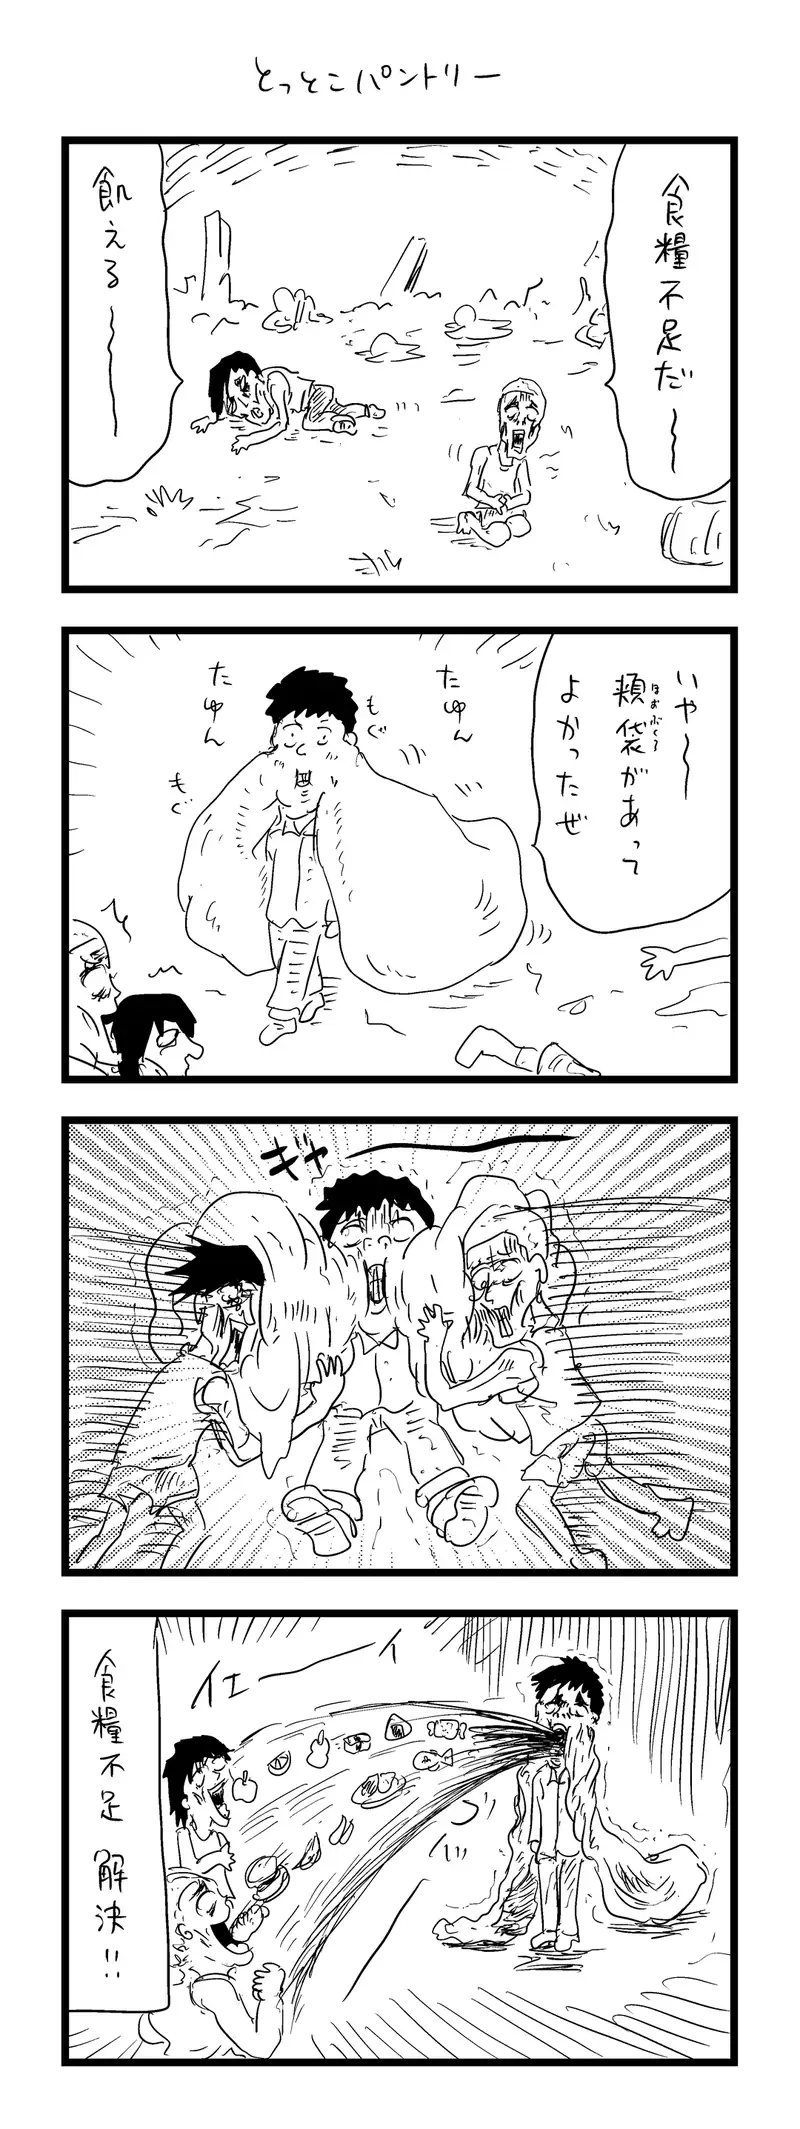 とっとこパントリー
食糧不足だ〜〜
飢える〜〜
いや〜〜
頬袋があって
ほおぶくろ
よかったぜ
たゆん
もぐ
たゆん
もぐ
ギャー
イエーイ
ブーッ
食糧不足 解決!!